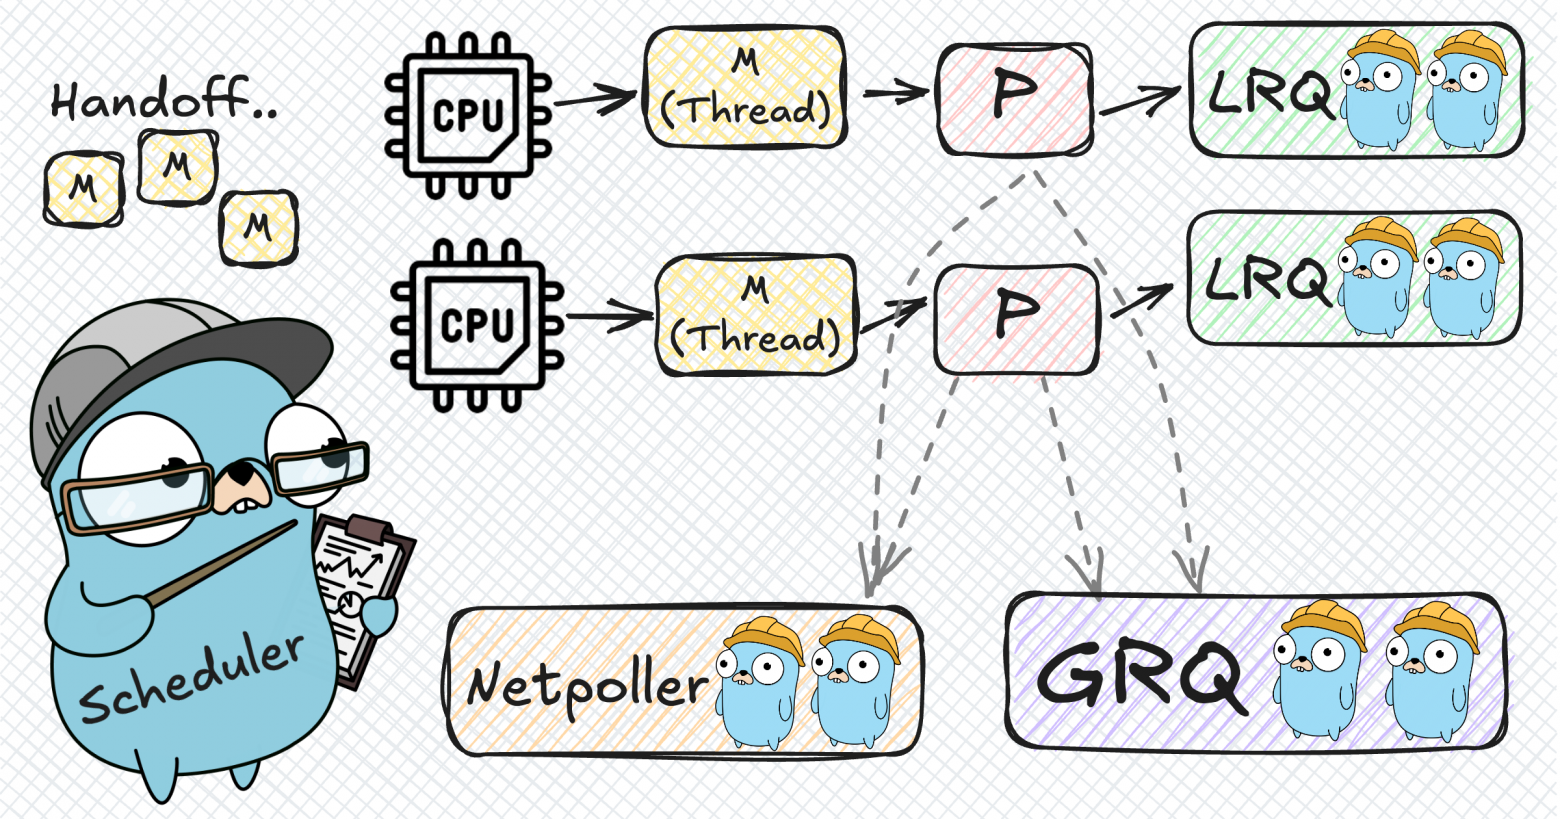 Handoff..
M
M
M
CPU
M
(Thread)
P
LRQ
CPU
M
(Thread)
P
LRQ
Scheduler
Netpoller
GRQ